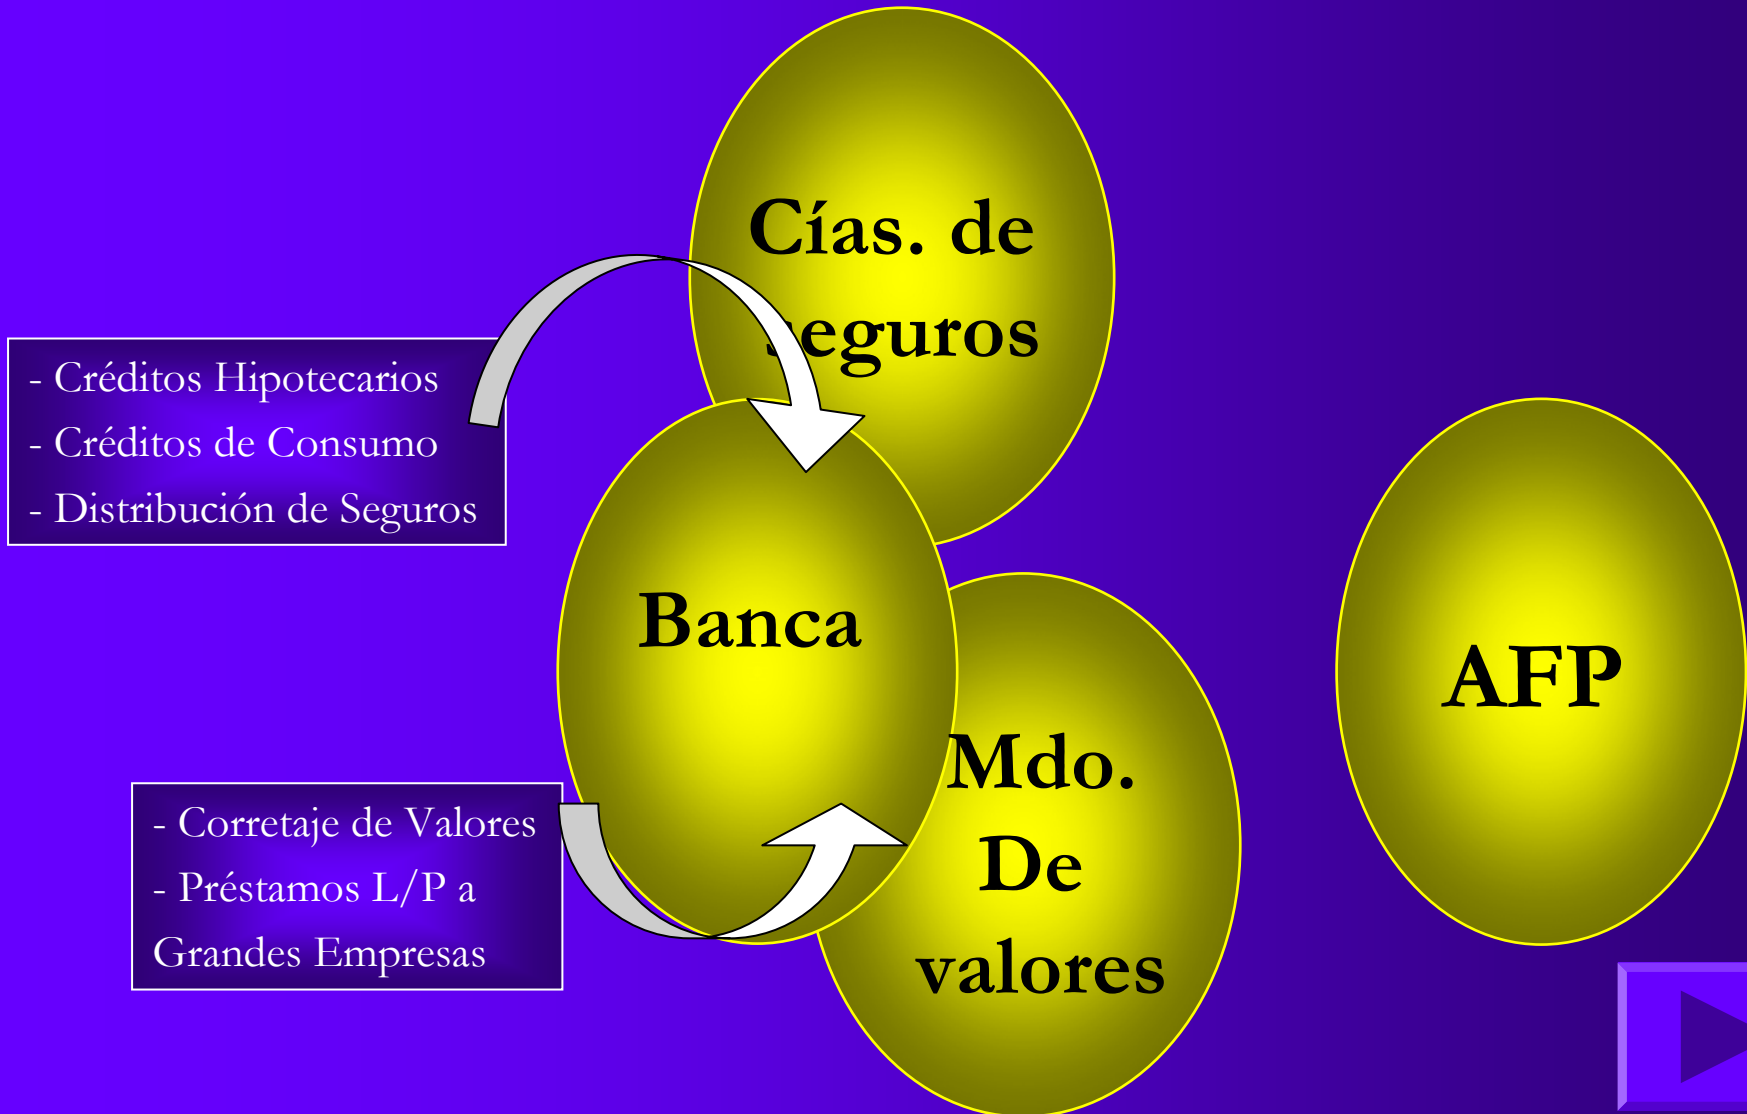 Cías. de
seguros
- Créditos Hipotecarios
- Créditos de Consumo
- Distribución de Seguros
Banca
AFP
Mdo.
De
valores
- Corretaje de Valores
- Préstamos L/P a
Grandes Empresas